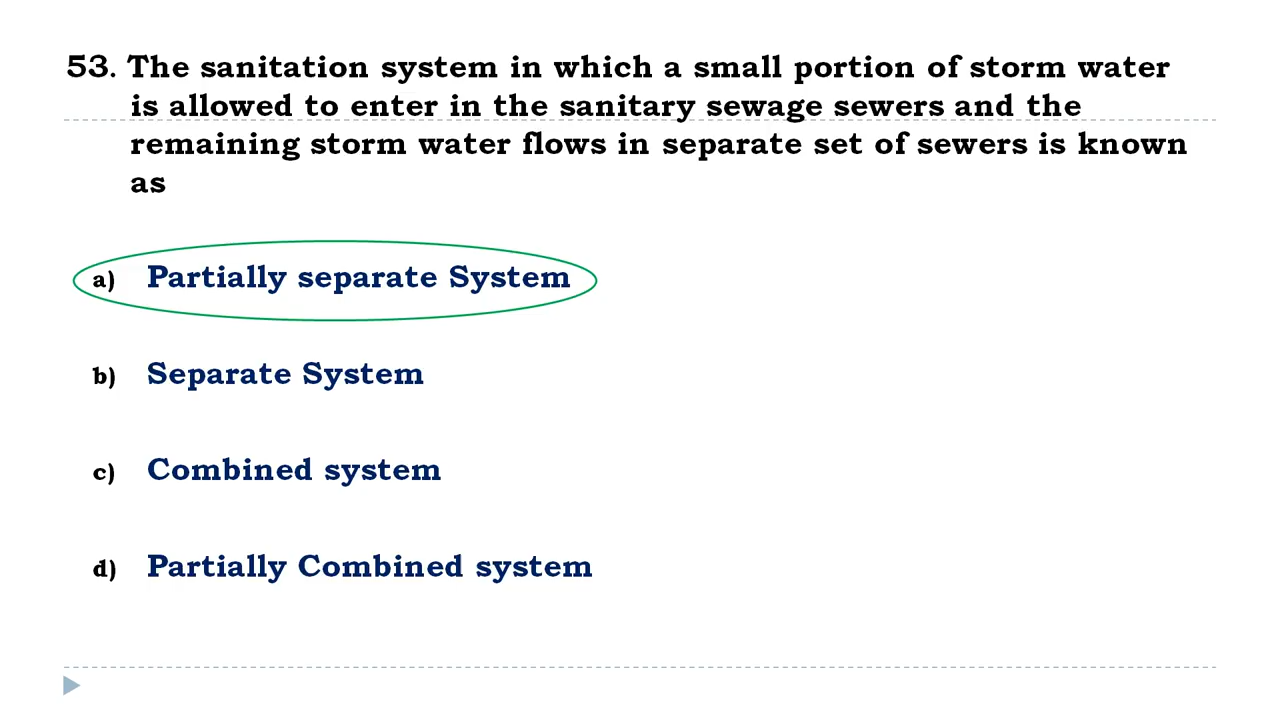 53. The sanitation system in which a small portion of storm water
is allowed to enter in the sanitary sewage sewers and the
remaining storm water flows in separate set of sewers is known
as
a) Partially separate System
b) Separate System
c) Combined system
d) Partially Combined system